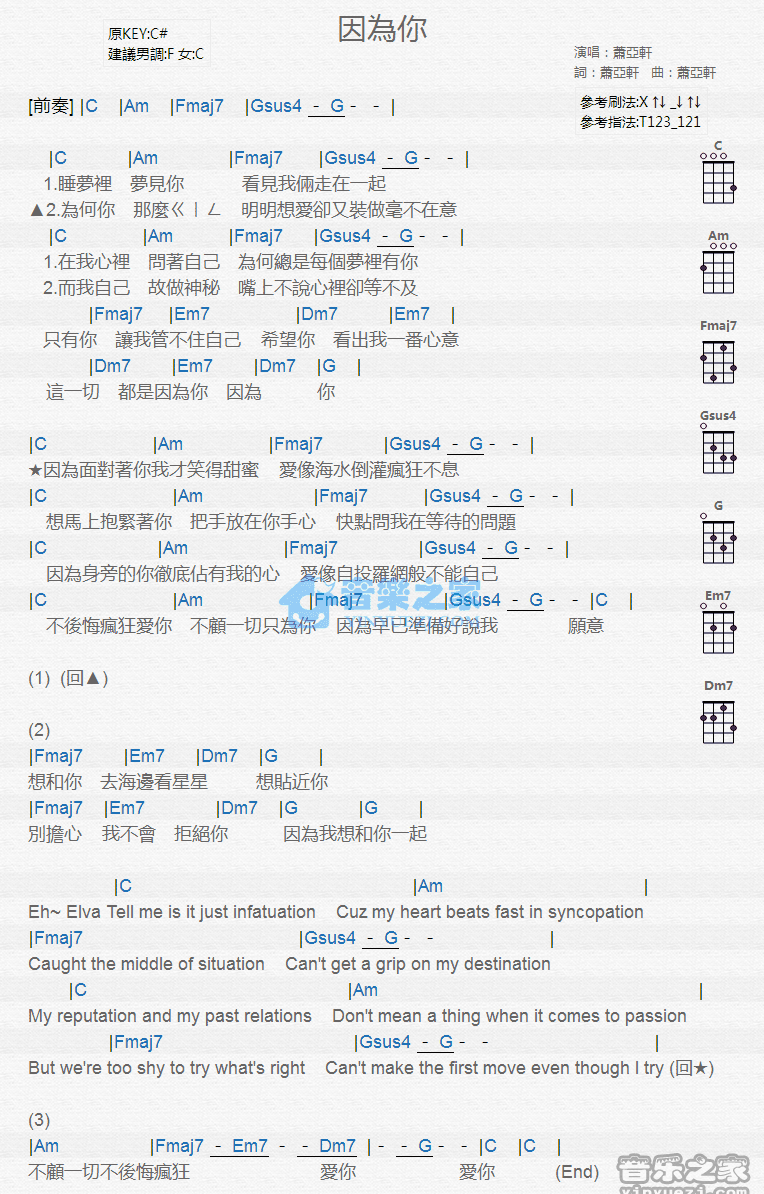 因為你
原KEY:C#
建議男調:F 女:C
演唱：蕭亞軒
詞：蕭亞軒 曲：蕭亞軒
參考刷法:X ↑↓ _↓ ↑↓
參考指法:T123_121
[前奏] |C |Am |Fmaj7 |Gsus4 - G - - |
|C |Am |Fmaj7 |Gsus4 - G - - |
1.睡夢裡 夢見你 看見我倆走在一起
▲2.為何你 那麼ㄍㄧㄥ 明明想愛卻又裝做毫不在意
|C |Am |Fmaj7 |Gsus4 - G - - |
1.在我心裡 問著自己 為何總是每個夢裡有你
2.而我自己 故做神秘 嘴上不說心裡卻等不及
|Fmaj7 |Em7 |Dm7 |Em7 |
只有你 讓我管不住自己 希望你 看出我一番心意
|Dm7 |Em7 |Dm7 |G |
這一切 都是因為你 因為 你
|C |Am |Fmaj7 |Gsus4 - G - - |
★因為面對著你我才笑得甜蜜 愛像海水倒灌瘋狂不息
|C |Am |Fmaj7 |Gsus4 - G - - |
想馬上抱緊著你 把手放在你手心 快點問我在等待的問題
|C |Am |Fmaj7 |Gsus4 - G - - |
因為身旁的你徹底佔有我的心 愛像自投羅網般不能自己
|C |Am |Fmaj7 |Gsus4 - G - - |C |
不後悔瘋狂愛你 不顧一切只為你 因為早已準備好說我 願意
(1) (回▲)
(2)
|Fmaj7 |Em7 |Dm7 |G |
想和你 去海邊看星星 想貼近你
|Fmaj7 |Em7 |Dm7 |G |G |
別擔心 我不會 拒絕你 因為我想和你一起
|C |Am |
Eh~ Elva Tell me is it just infatuation Cuz my heart beats fast in syncopation
|Fmaj7 |Gsus4 - G - - |
Caught the middle of situation Can't get a grip on my destination
|C |Am |
My reputation and my past relations Don't mean a thing when it comes to passion
|Fmaj7 |Gsus4 - G - - |
But we're too shy to try what's right Can't make the first move even though I try (回★)
(3)
|Am |Fmaj7 - Em7 - - Dm7 | - - G - - |C |C |
不顧一切不後悔瘋狂 愛你 愛你 (End)
C
Am
Fmaj7
Gsus4
G
Em7
Dm7
音樂之家
音乐之家
yinyuezj.com